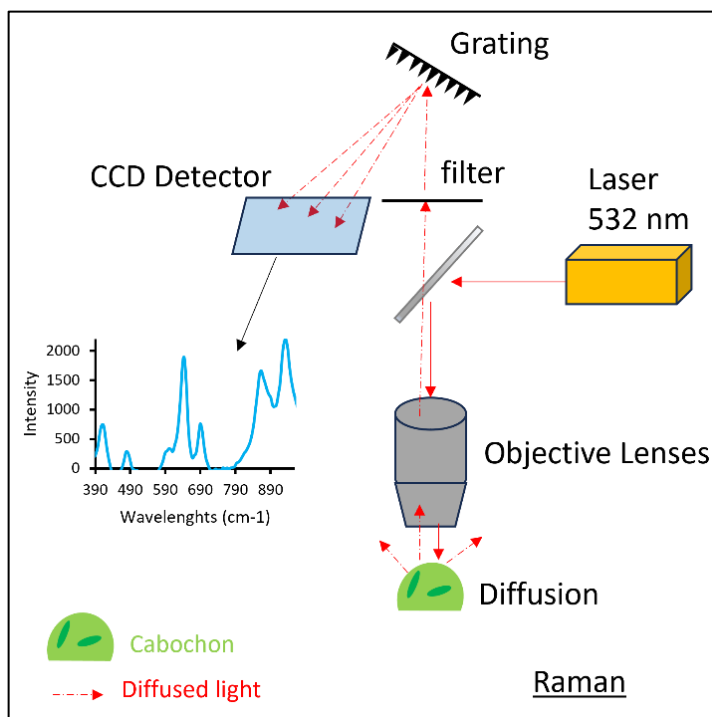 Grating
CCD Detector
filter
Laser
532 nm
2000
1500
1000
500
0
Intensity
390 490 590 690 790 890
Wavelenghts (cm-1)
Objective Lenses
Diffusion
Cabochon
Diffused light
Raman